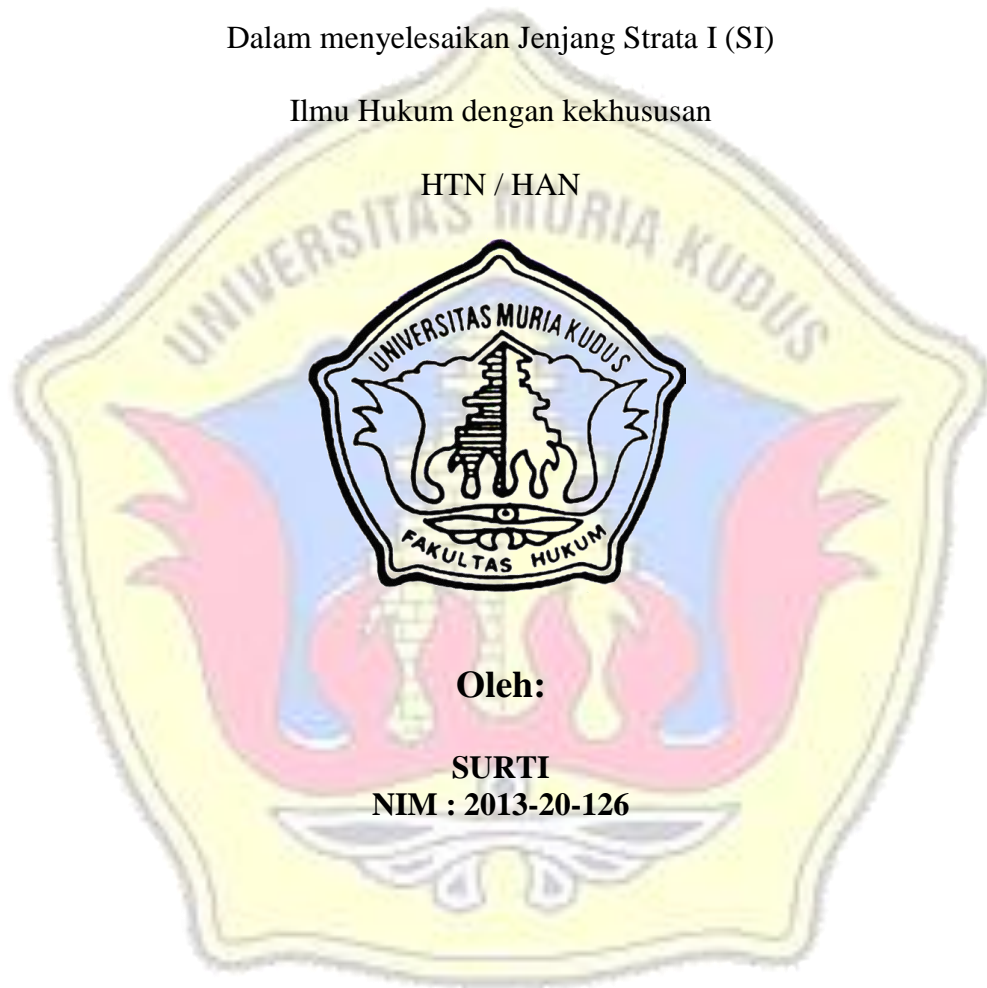 Dalam menyelesaikan Jenjang Strata I (SI)
Ilmu Hukum dengan kekhususan
HTN / HAN
UNIVERSITAS MURIA KUDUS
UNIVERSITAS MURIA KUDUS
FAKULTAS HUKUM
Oleh:
SURTI
NIM : 2013-20-126